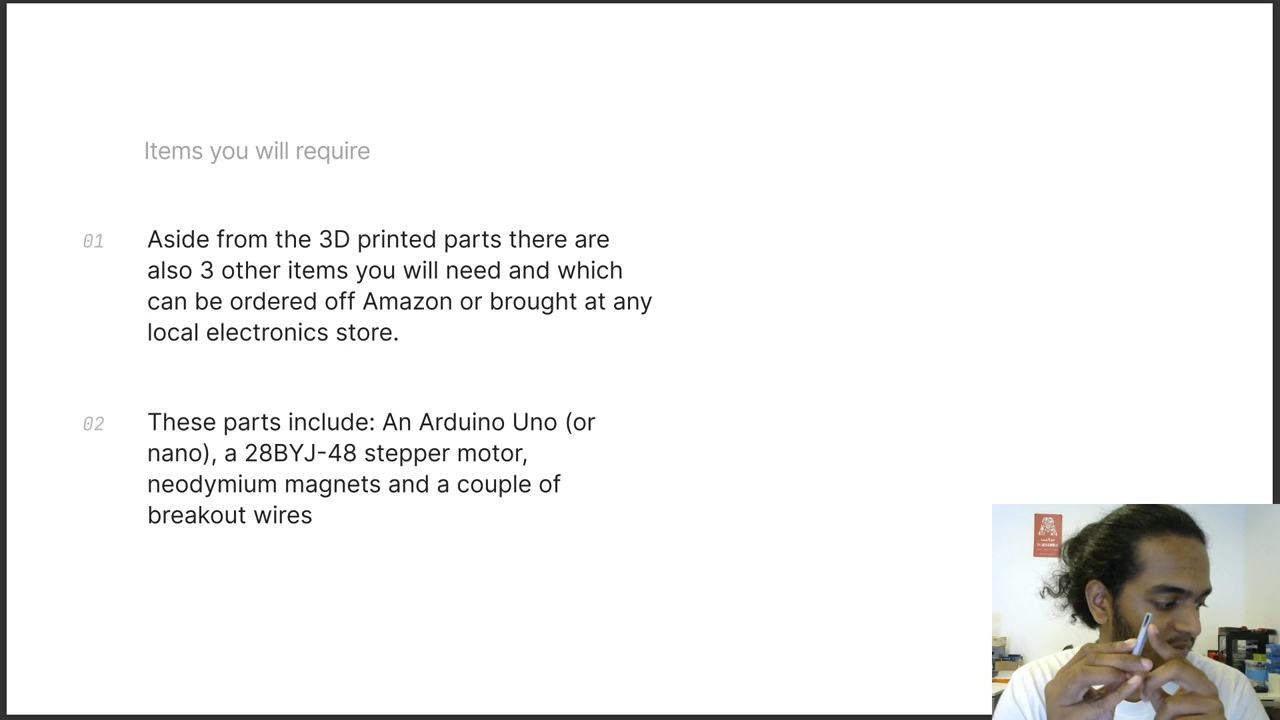 Items you will require
01
Aside from the 3D printed parts there are
also 3 other items you will need and which
can be ordered off Amazon or brought at any
local electronics store.
02
These parts include: An Arduino Uno (or
nano), a 28BYJ-48 stepper motor,
neodymium magnets and a couple of
breakout wires